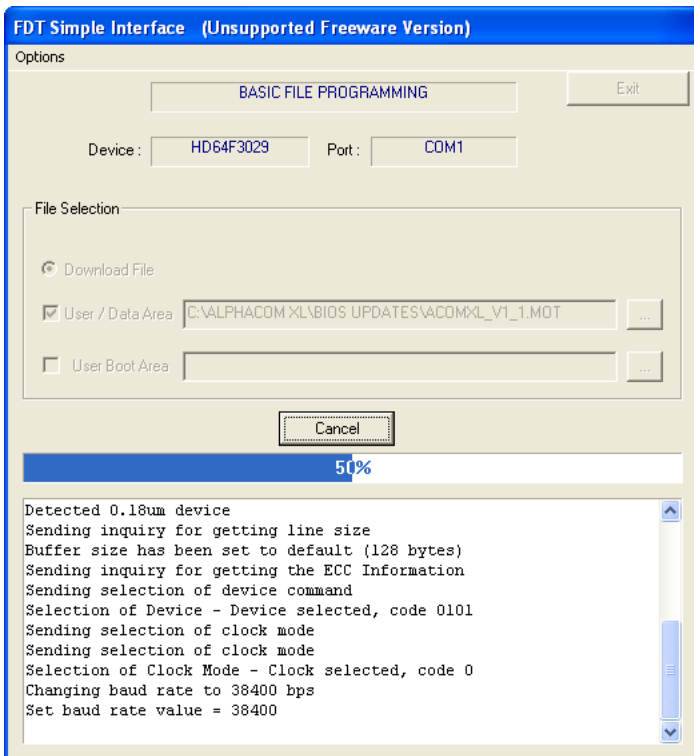 FDT Simple Interface (Unsupported Freeware Version)
Options
BASIC FILE PROGRAMMING
Exit
Device : HD64F3029 Port : COM1
File Selection
Download File
User / Data Area C:\ALPHACOM XL\BIOS UPDATES\ACOMXL_V1_1.MOT ...
User Boot Area ...
Cancel
50%
Detected 0.18um device
Sending inquiry for getting line size
Buffer size has been set to default (128 bytes)
Sending inquiry for getting the ECC Information
Sending selection of device command
Selection of Device - Device selected, code 0101
Sending selection of clock mode
Sending selection of clock mode
Selection of Clock Mode - Clock selected, code 0
Changing baud rate to 38400 bps
Set baud rate value = 38400